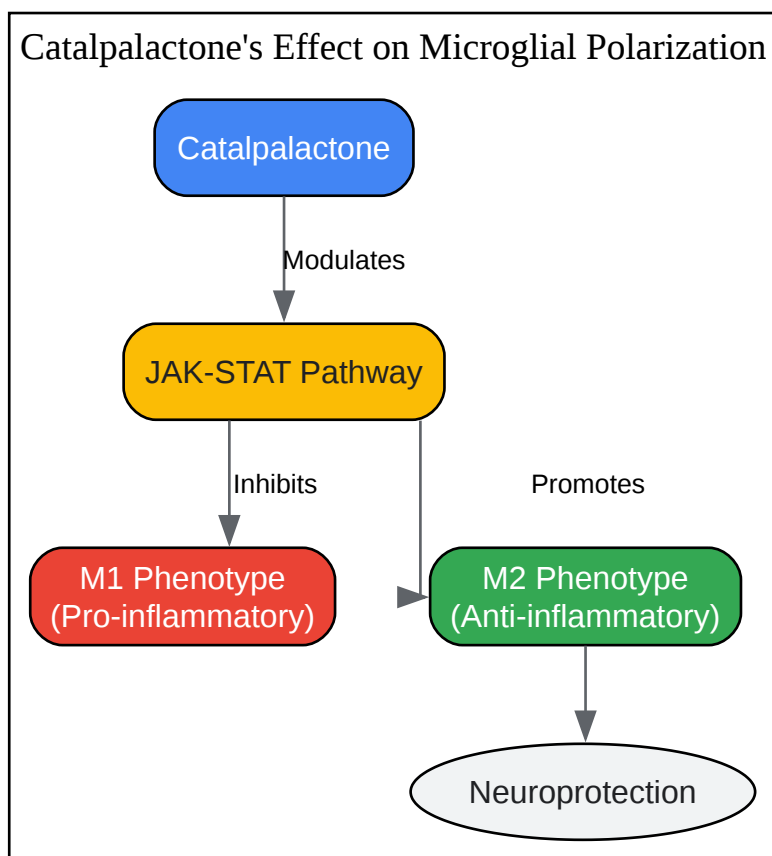 Catalpalactone's Effect on Microglial Polarization
Catalpalactone
Modulates
JAK-STAT Pathway
Inhibits
Promotes
M1 Phenotype
(Pro-inflammatory)
M2 Phenotype
(Anti-inflammatory)
Neuroprotection